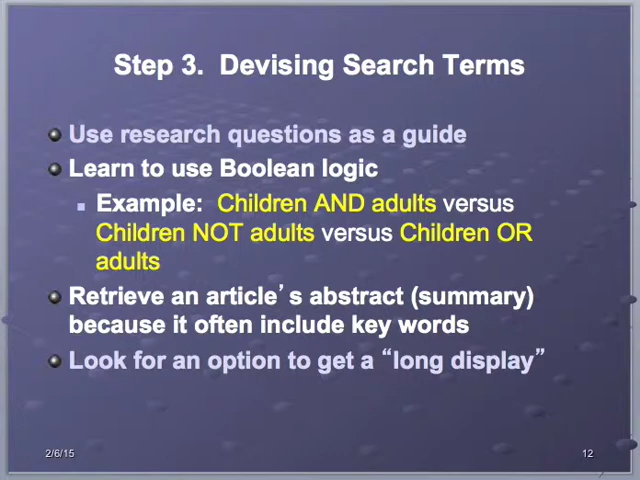 Step 3.  Devising Search Terms
Use research questions as a guide
Learn to use Boolean logic
Example:  Children AND adults versus
Children NOT adults versus Children OR
adults
Retrieve an article’s abstract (summary)
because it often include key words
Look for an option to get a “long display”
2/6/15
12